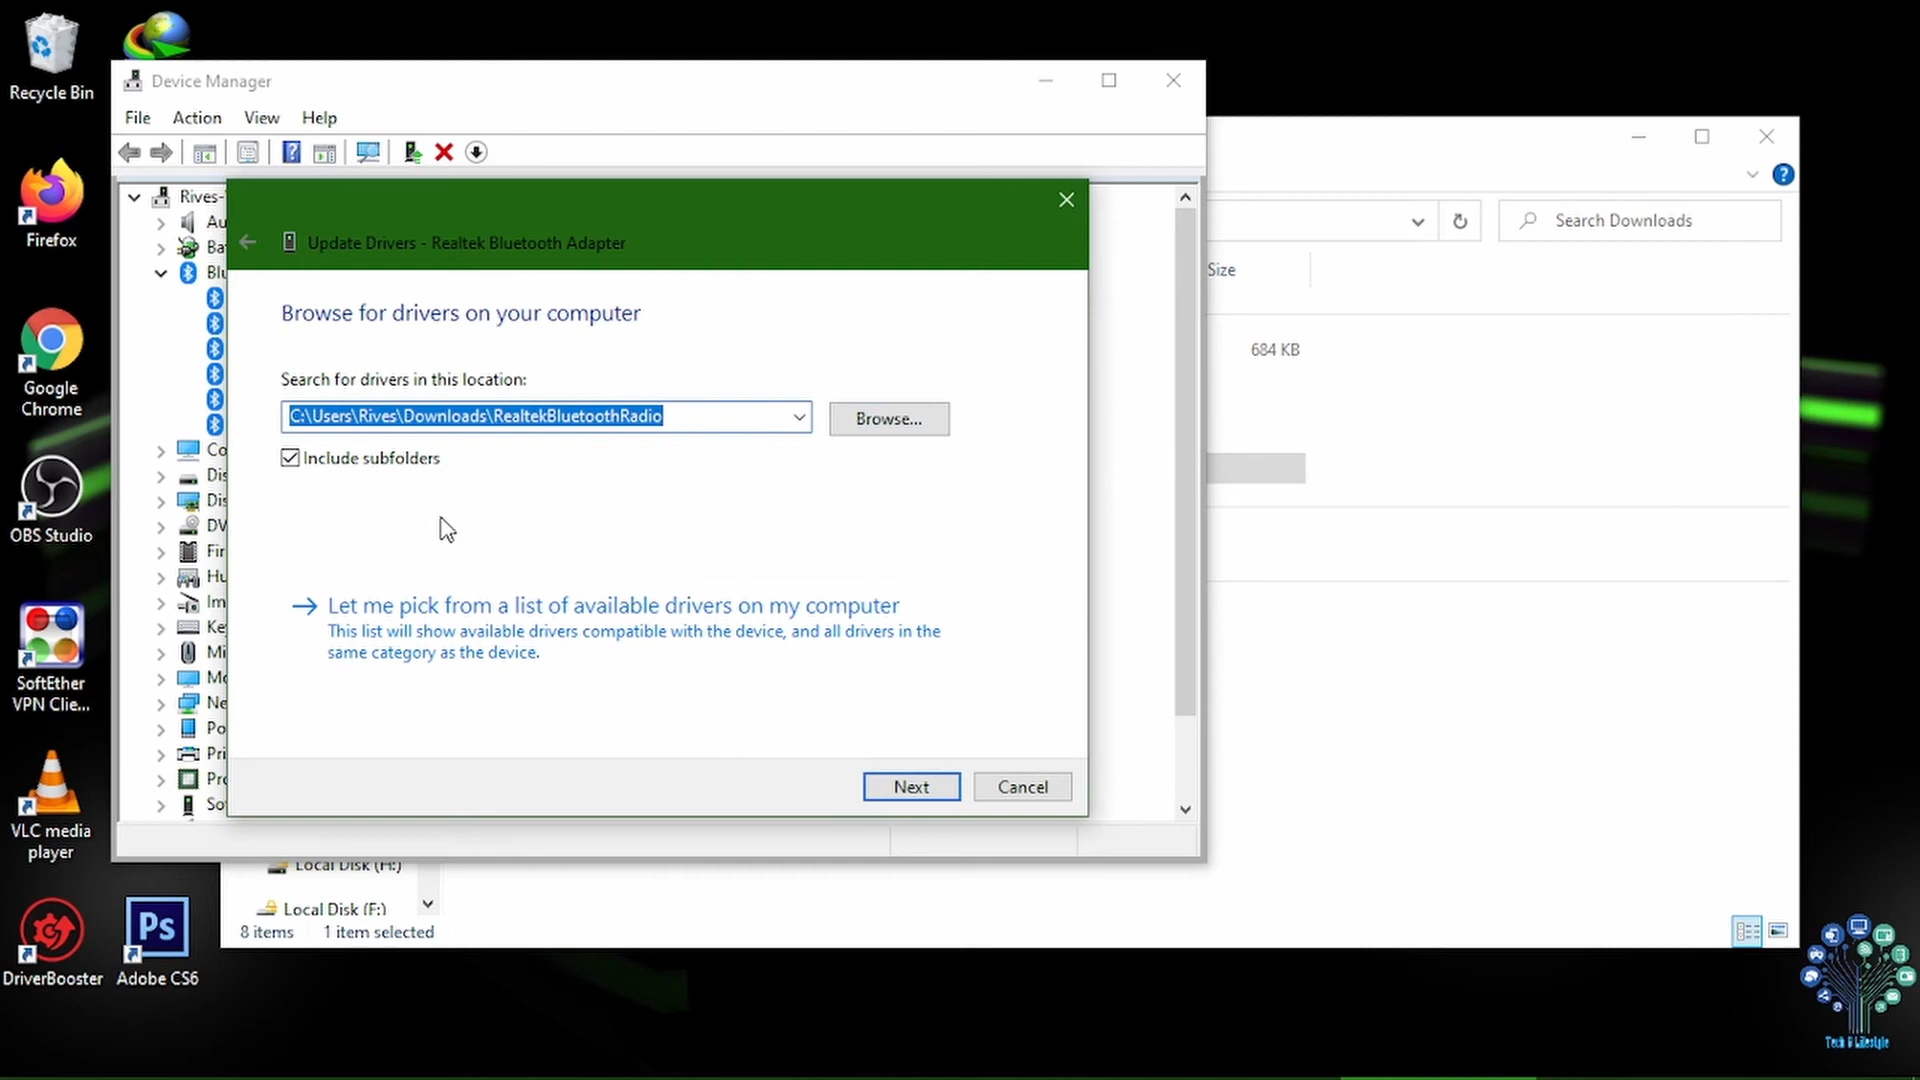 Recycle Bin
Firefox
Google
Chrome
OBS Studio
SoftEther
VPN Clie...
VLC media
player
DriverBooster
Adobe CS6
Device Manager
File Action View Help
Rives-
Au
Bat
Blu
Co
Dis
Dis
DV
Fir
Hu
Im
Key
Mi
Mo
Ne
Po
Pri
Pro
So
Update Drivers - Realtek Bluetooth Adapter
Browse for drivers on your computer
Search for drivers in this location:
C:\Users\Rives\Downloads\RealtekBluetoothRadio
Browse...
Include subfolders
Let me pick from a list of available drivers on my computer
This list will show available drivers compatible with the device, and all drivers in the
same category as the device.
Next Cancel
Search Downloads
Size
684 KB
Local Disk (H:)
Local Disk (F:)
8 items 1 item selected
Ps
Tech & Lifestyle